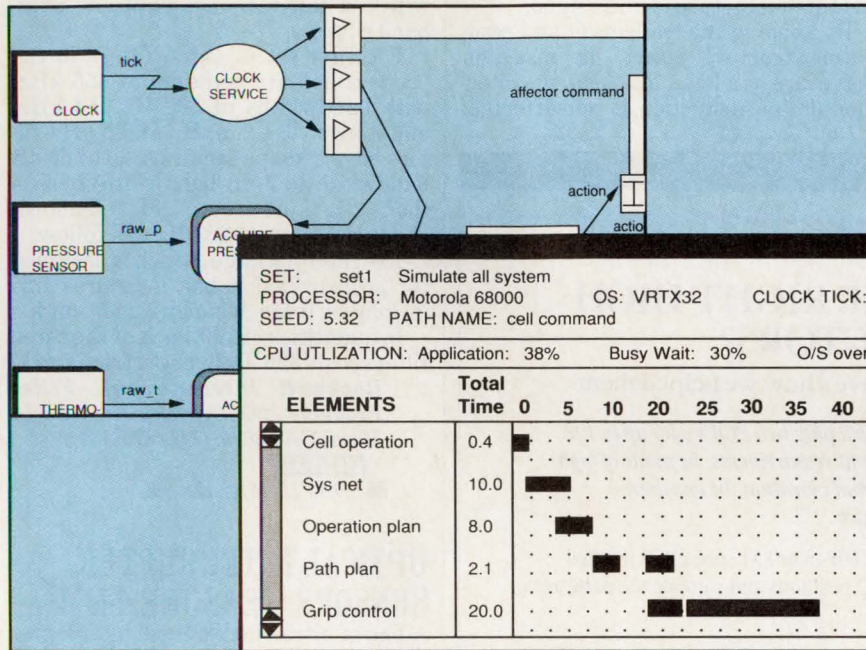 tick
CLOCK
CLOCK
SERVICE
affector command
action
actio
raw_p
PRESSURE
SENSOR
ACQUIRE
raw_t
THERMO-
AC
SET: set1 Simulate all system
PROCESSOR: Motorola 68000 OS: VRTX32 CLOCK TICK:
SEED: 5.32 PATH NAME: cell command
CPU UTLIZATION: Application: 38% Busy Wait: 30% O/S over
ELEMENTS Total Time 0 5 10 20 25 30 35 40
Cell operation 0.4
Sys net 10.0
Operation plan 8.0
Path plan 2.1
Grip control 20.0